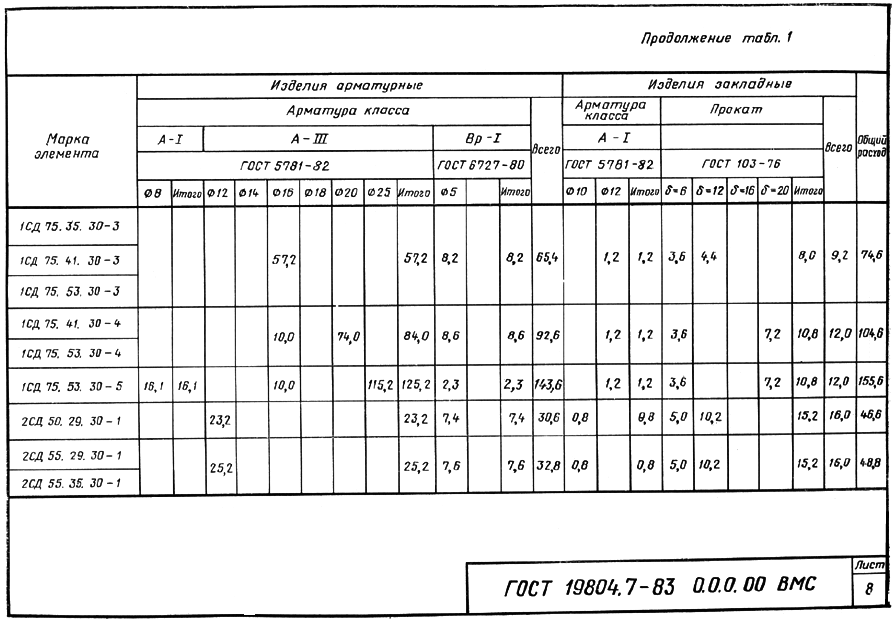 Продолжение табл. 1
Марка элемента
Изделия арматурные
Изделия закладные
Общий расход
Арматура класса
Всего
Арматура класса
Прокат
Всего
А-I
А-III
Вр-I
А-I
ГОСТ 5781-82
ГОСТ 6727-80
ГОСТ 5781-82
ГОСТ 103-76
Ф8 Итого Ф12 Ф14 Ф16 Ф18 Ф20 Ф25 Итого Ф5 Итого Ф10 Ф12 Итого δ=6 δ=12 δ=16 δ=20 Итого
1СД 75.35.30-3
1СД 75.41.30-3 57,2 57,2 8,2 8,2 65,4 1,2 1,2 3,6 4,4 8,0 9,2 74,6
1СД 75.53.30-3
1СД 75.41.30-4
10,0 74,0 84,0 8,6 8,6 92,6 1,2 1,2 3,6 7,2 10,8 12,0 104,6
1СД 75.53.30-4
1СД 75.53.30-5 16,1 16,1 10,0 115,2 125,2 2,3 2,3 143,6 1,2 1,2 3,6 7,2 10,8 12,0 155,6
2СД 50.29.30-1 23,2 23,2 7,4 7,4 30,6 0,8 0,8 5,0 10,2 15,2 16,0 46,6
2СД 55.29.30-1
25,2 25,2 7,6 7,6 32,8 0,8 0,8 5,0 10,2 15,2 16,0 48,8
2СД 55.35.30-1
ГОСТ 19804.7-83 0.0.0.00 ВМС
Лист
8